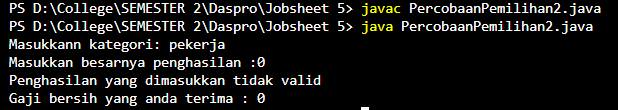 PS D:\College\SEMESTER 2\Daspro\Jobsheet 5> javac PercobaanPemilihan2.java
PS D:\College\SEMESTER 2\Daspro\Jobsheet 5> java PercobaanPemilihan2.java
Masukkann kategori: pekerja
Masukkan besarnya penghasilan :0
Penghasilan yang dimasukkan tidak valid
Gaji bersih yang anda terima : 0